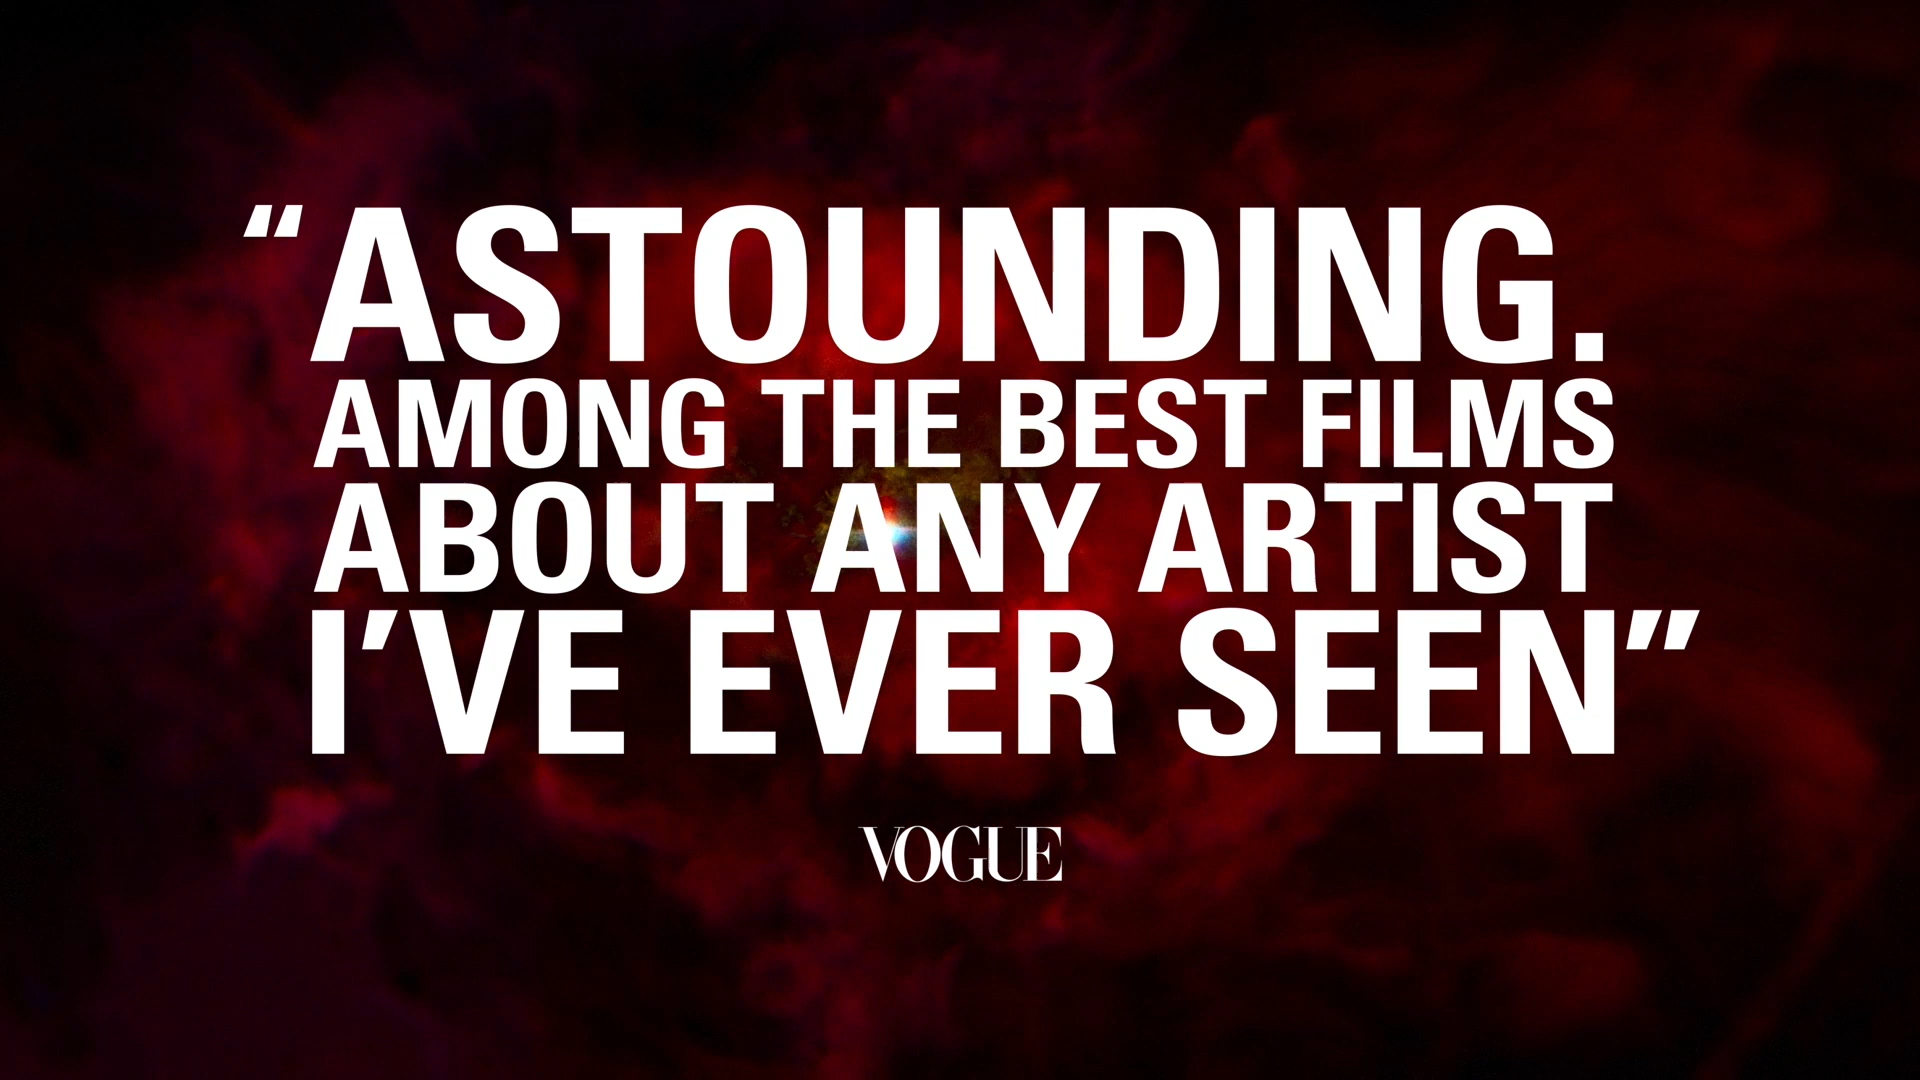 “ASTOUNDING.
AMONG THE BEST FILMS
ABOUT ANY ARTIST
I’VE EVER SEEN”
VOGUE